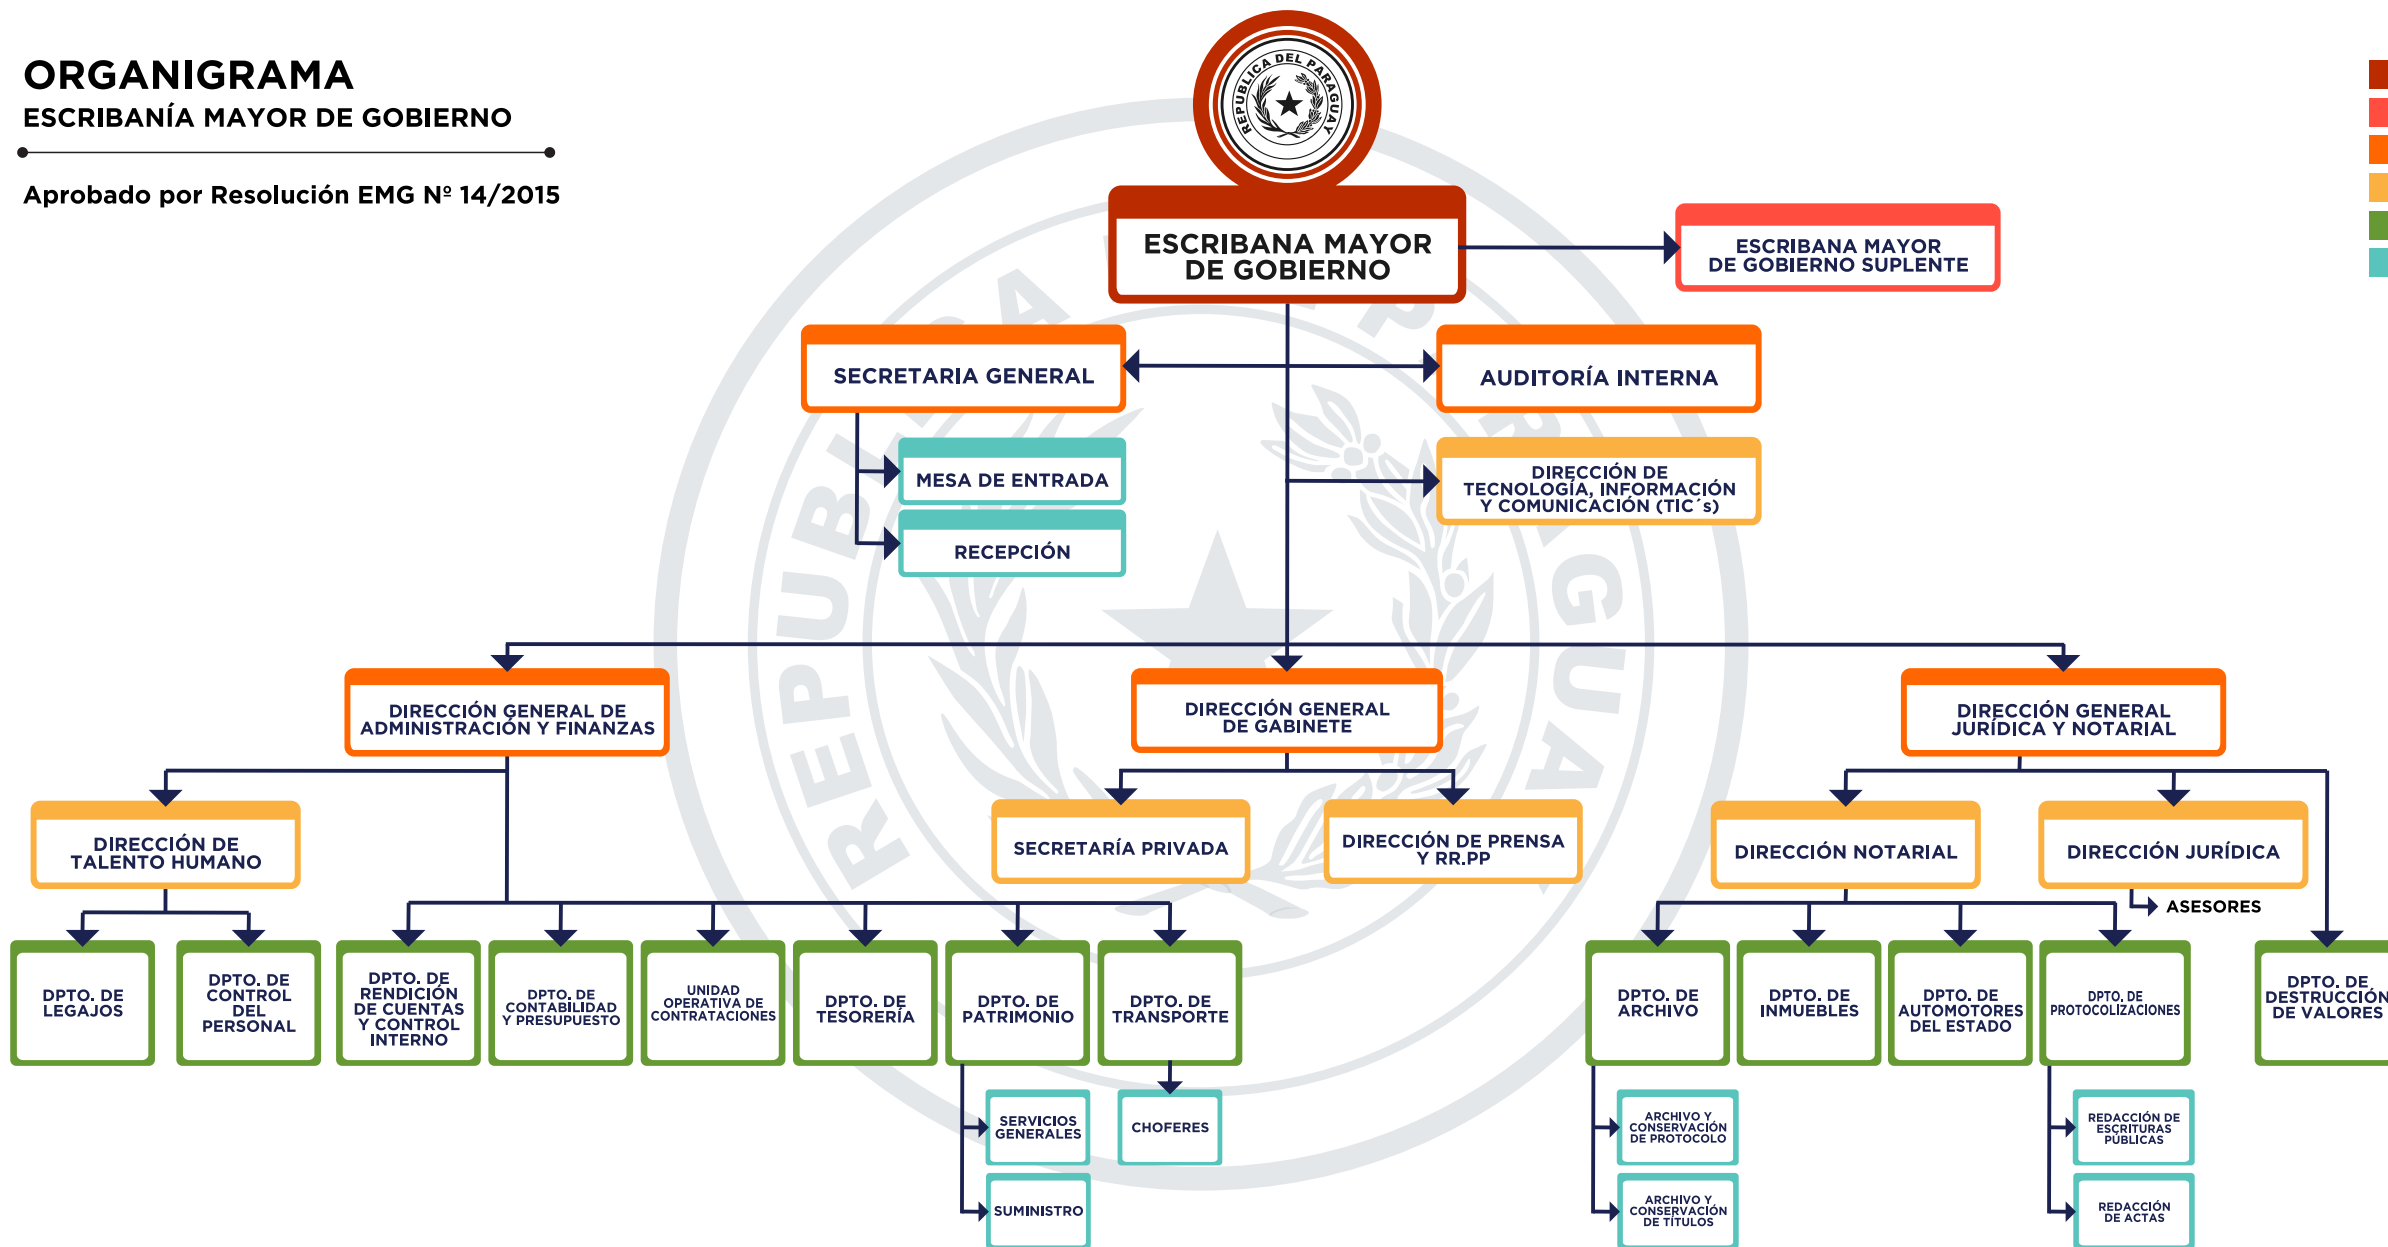 ORGANIGRAMA
ESCRIBANÍA MAYOR DE GOBIERNO
Aprobado por Resolución EMG Nº 14/2015
REPUBLICA DEL PARAGUAY
ESCRIBANA MAYOR
DE GOBIERNO
ESCRIBANA MAYOR
DE GOBIERNO SUPLENTE
SECRETARIA GENERAL
AUDITORÍA INTERNA
MESA DE ENTRADA
RECEPCIÓN
DIRECCIÓN DE
TECNOLOGÍA, INFORMACIÓN
Y COMUNICACIÓN (TIC´s)
DIRECCIÓN GENERAL DE
ADMINISTRACIÓN Y FINANZAS
DIRECCIÓN GENERAL
DE GABINETE
DIRECCIÓN GENERAL
JURÍDICA Y NOTARIAL
DIRECCIÓN DE
TALENTO HUMANO
SECRETARÍA PRIVADA
DIRECCIÓN DE PRENSA
Y RR.PP
DIRECCIÓN NOTARIAL
DIRECCIÓN JURÍDICA
ASESORES
DPTO. DE
LEGAJOS
DPTO. DE
CONTROL
DEL
PERSONAL
DPTO. DE
RENDICIÓN
DE CUENTAS
Y CONTROL
INTERNO
DPTO. DE
CONTABILIDAD
Y PRESUPUESTO
UNIDAD
OPERATIVA DE
CONTRATACIONES
DPTO. DE
TESORERÍA
DPTO. DE
PATRIMONIO
DPTO. DE
TRANSPORTE
DPTO. DE
ARCHIVO
DPTO. DE
INMUEBLES
DPTO. DE
AUTOMOTORES
DEL ESTADO
DPTO. DE
PROTOCOLIZACIONES
DPTO. DE
DESTRUCCIÓN
DE VALORES
SERVICIOS
GENERALES
SUMINISTRO
CHOFERES
ARCHIVO Y
CONSERVACIÓN
DE PROTOCOLO
ARCHIVO Y
CONSERVACIÓN
DE TÍTULOS
REDACCIÓN DE
ESCRITURAS
PÚBLICAS
REDACCIÓN
DE ACTAS
REPUBLICA DEL PARAGUAY